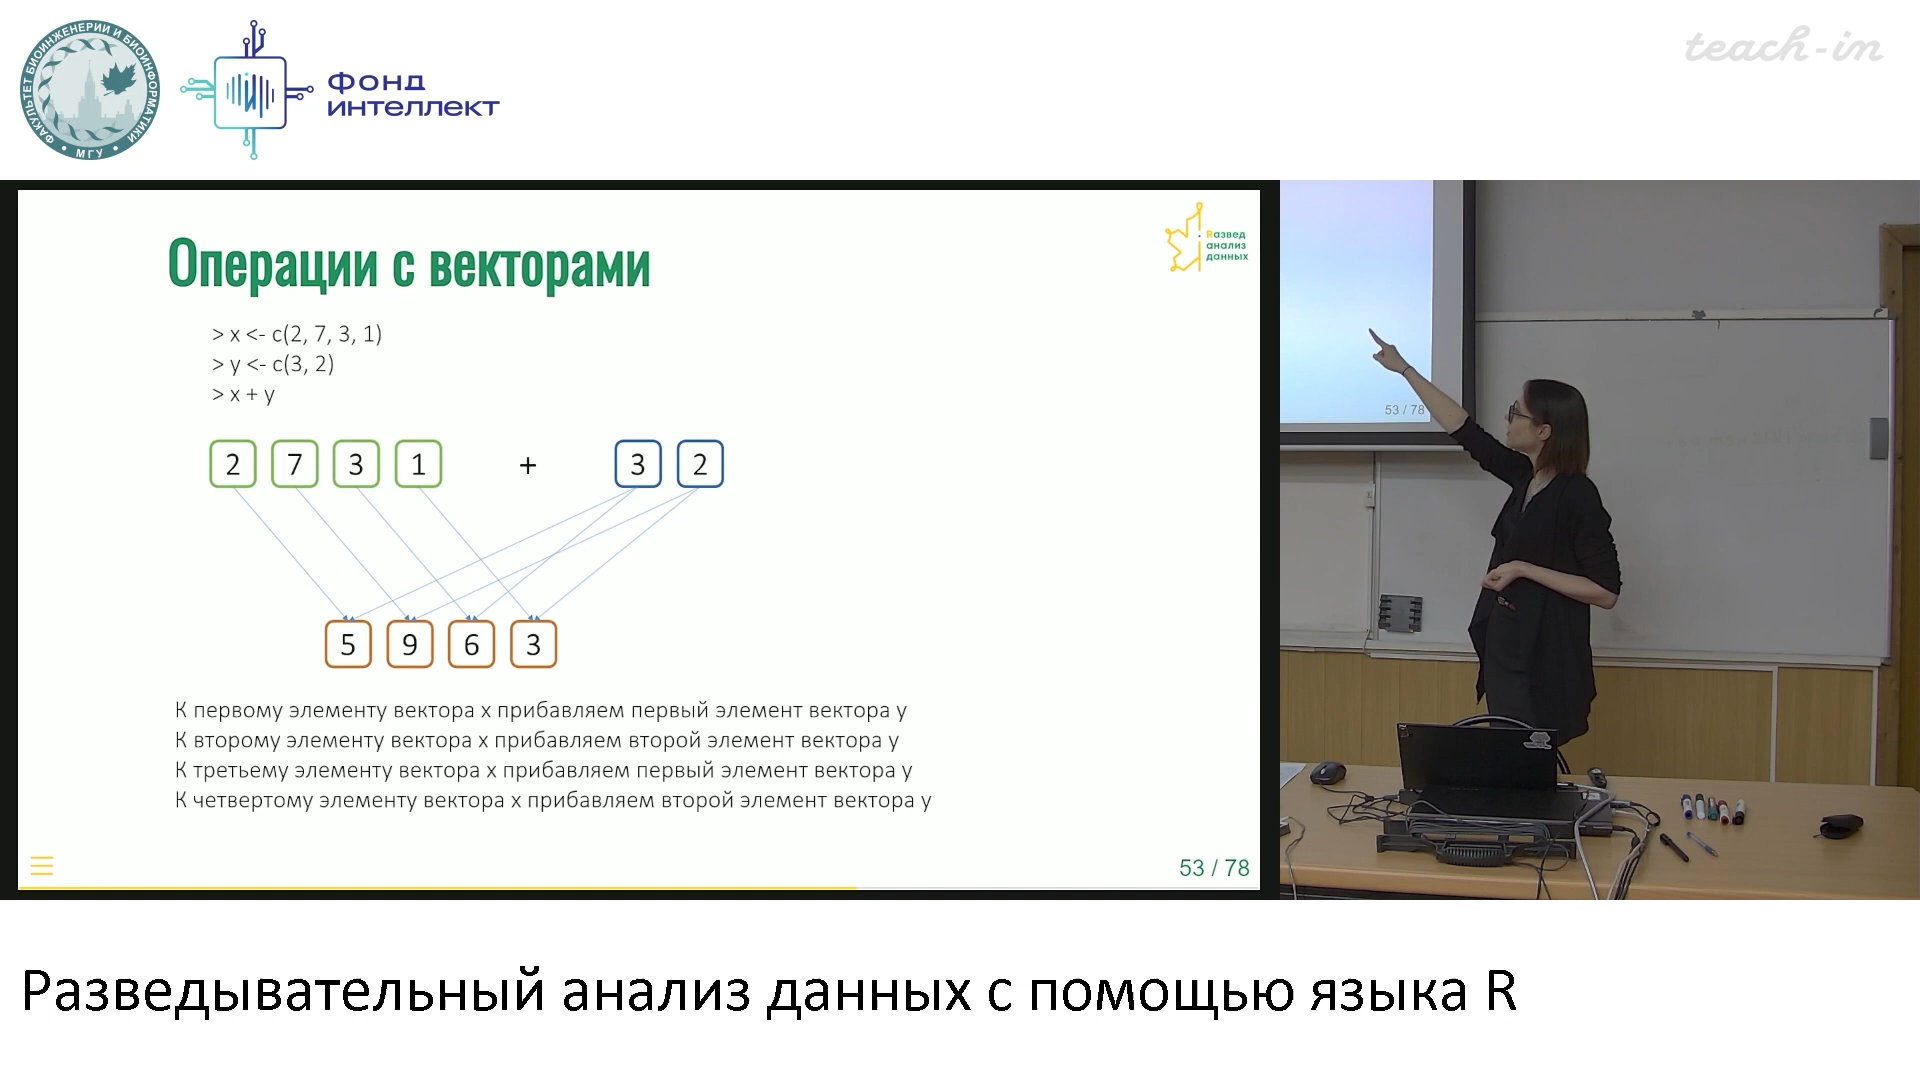 ФАКУЛЬТЕТ БИОИНЖЕНЕРИИ И БИОИНФОРМАТИКИ
• МГУ •
ФОНД
ИНТЕЛЛЕКТ
teach-in
Операции с векторами
Rазвед
анализ
данных
> x <- c(2, 7, 3, 1)
> y <- c(3, 2)
> x + y
2 7 3 1 + 3 2
5 9 6 3
К первому элементу вектора x прибавляем первый элемент вектора y
К второму элементу вектора x прибавляем второй элемент вектора y
К третьему элементу вектора x прибавляем первый элемент вектора y
К четвертому элементу вектора x прибавляем второй элемент вектора y
53 / 78
53 / 78
Разведывательный анализ данных с помощью языка R